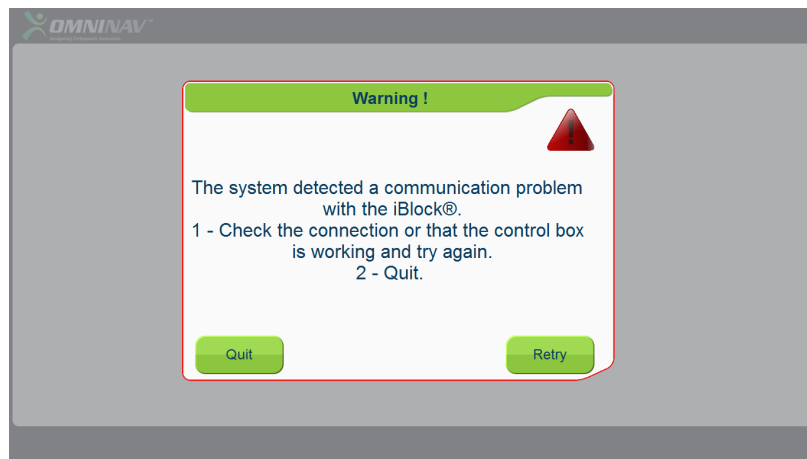 OMNINAV™
Warning !
The system detected a communication problem
with the iBlock®.
1 - Check the connection or that the control box
is working and try again.
2 - Quit.
Quit
Retry